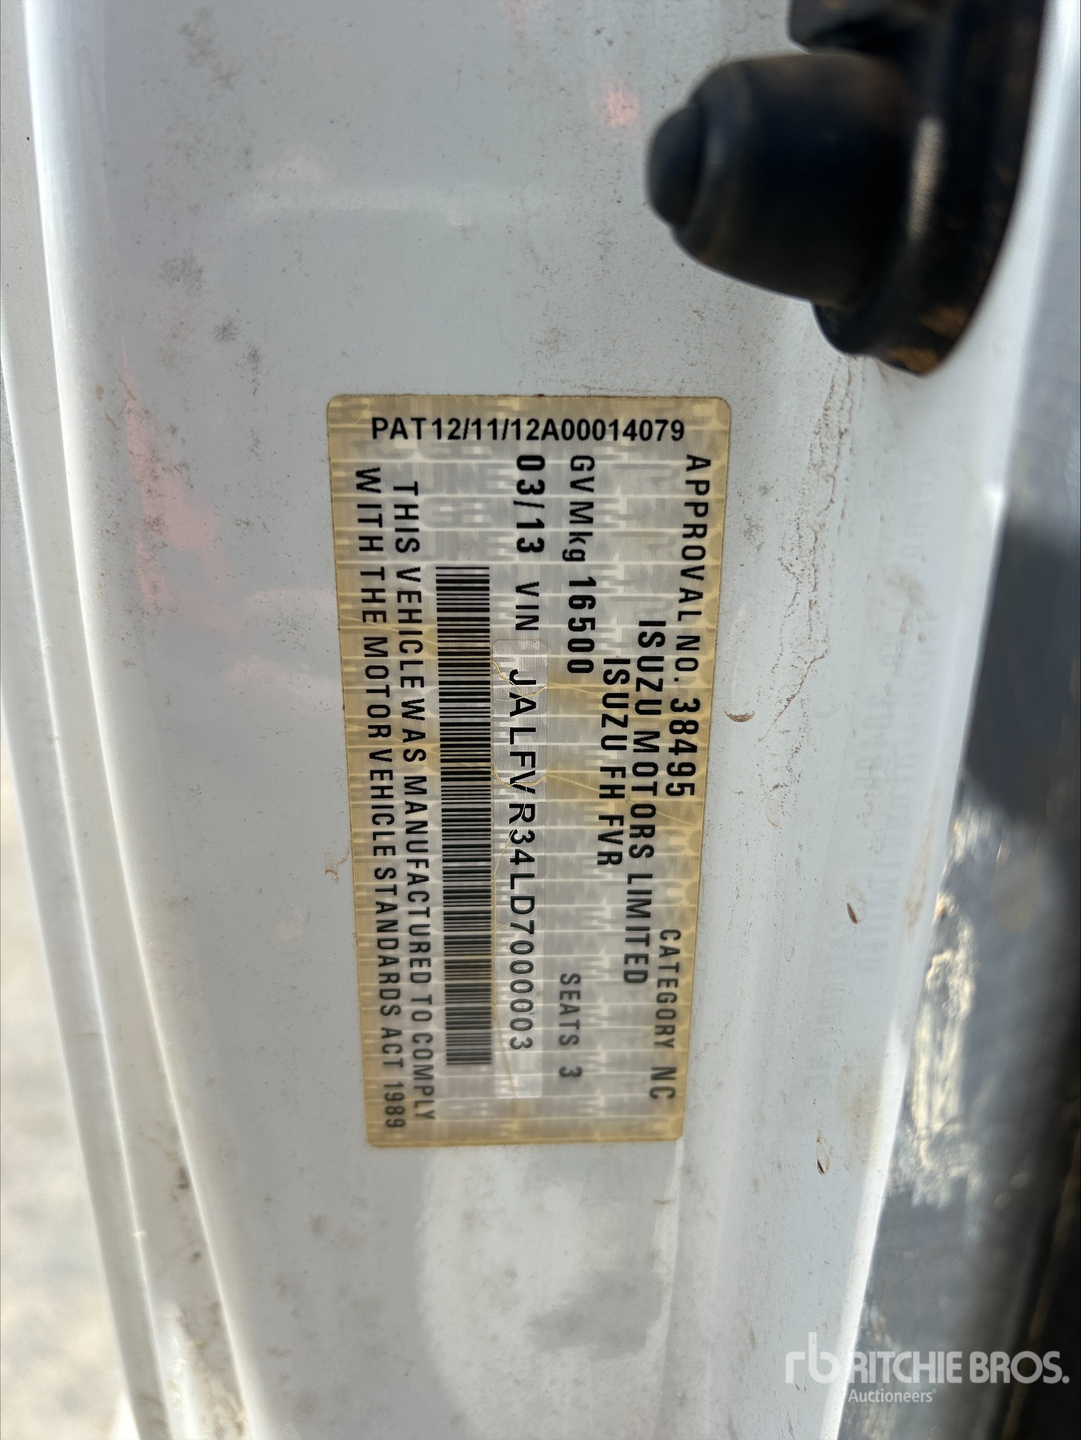 APPROVAL NO. 38495 CATEGORY NC
ISUZU MOTORS LIMITED
ISUZU FH FVR
GVMkg 16500 SEATS 3
03/13 VIN JALFVR34LD7000003
THIS VEHICLE WAS MANUFACTURED TO COMPLY
WITH THE MOTOR VEHICLE STANDARDS ACT 1989
PAT12/11/12A00014079
rb RITCHIE BROS.
Auctioneers